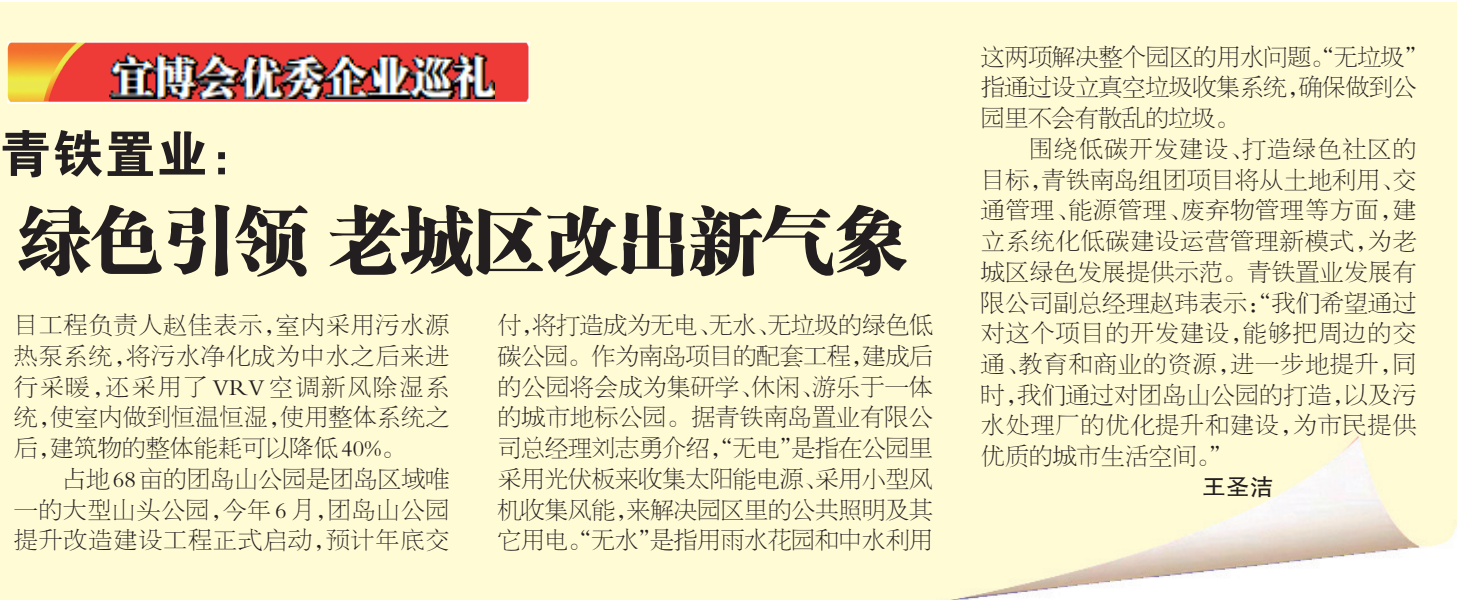 宜博会优秀企业巡礼
青铁置业：
绿色引领 老城区改出新气象
目工程负责人赵佳表示，室内采用污水源
热泵系统，将污水净化成为中水之后来进
行采暖，还采用了VRV空调新风除湿系
统，使室内做到恒温恒湿，使用整体系统之
后，建筑物的整体能耗可以降低40%。
占地68亩的团岛山公园是团岛区域唯
一的大型山头公园，今年6月，团岛山公园
提升改造建设工程正式启动，预计年底交
付，将打造成为无电、无水、无垃圾的绿色低
碳公园。作为南岛项目的配套工程，建成后
的公园将会成为集研学、休闲、游乐于一体
的城市地标公园。据青铁南岛置业有限公
司总经理刘志勇介绍，“无电”是指在公园里
采用光伏板来收集太阳能电源、采用小型风
机收集风能，来解决园区里的公共照明及其
它用电。“无水”是指用雨水花园和中水利用
这两项解决整个园区的用水问题。“无垃圾”
指通过设立真空垃圾收集系统，确保做到公
园里不会有散乱的垃圾。
围绕低碳开发建设、打造绿色社区的
目标，青铁南岛组团项目将从土地利用、交
通管理、能源管理、废弃物管理等方面，建
立系统化低碳建设运营管理新模式，为老
城区绿色发展提供示范。青铁置业发展有
限公司副总经理赵玮表示：“我们希望通过
对这个项目的开发建设，能够把周边的交
通、教育和商业的资源，进一步地提升，同
时，我们通过对团岛山公园的打造，以及污
水处理厂的优化提升和建设，为市民提供
优质的城市生活空间。”
王圣洁